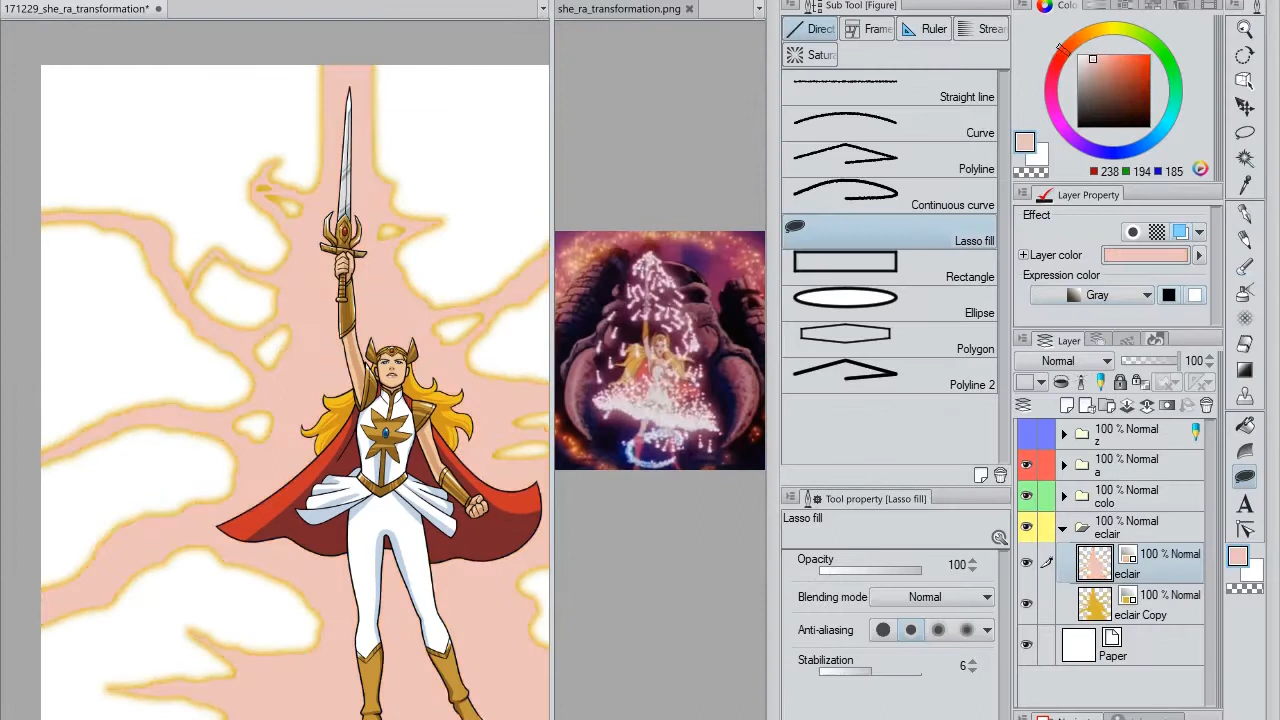 171229_she_ra_transformation*
she_ra_transformation.png
Sub Tool [Figure]
Direct
Frame
Ruler
Strean
Satura
Straight line
Curve
Polyline
Continuous curve
Lasso fill
Rectangle
Ellipse
Polygon
Polyline 2
Tool property [Lasso fill]
Lasso fill
Opacity 100
Blending mode Normal
Anti-aliasing
Stabilization 6
Colo
238 194 185
Layer Property
Effect
Layer color
Expression color
Gray
Layer
Normal 100
100 % Normal
z
100 % Normal
a
100 % Normal
colo
100 % Normal
eclair
100 % Normal
eclair
100 % Normal
eclair Copy
Paper